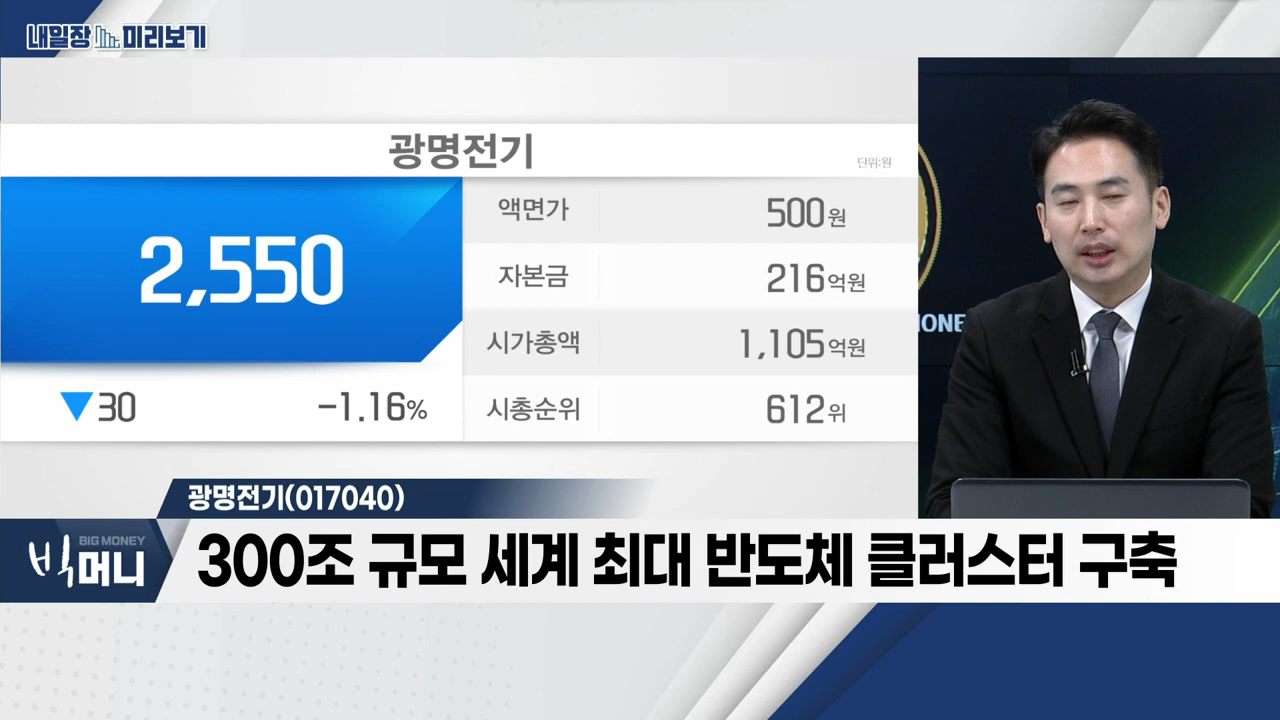 내일장 미리보기
광명전기
단위:원
2,550
▼30 -1.16%
액면가 500원
자본금 216억원
시가총액 1,105억원
시총순위 612위
광명전기(017040)
BIG MONEY
빅머니
300조 규모 세계 최대 반도체 클러스터 구축